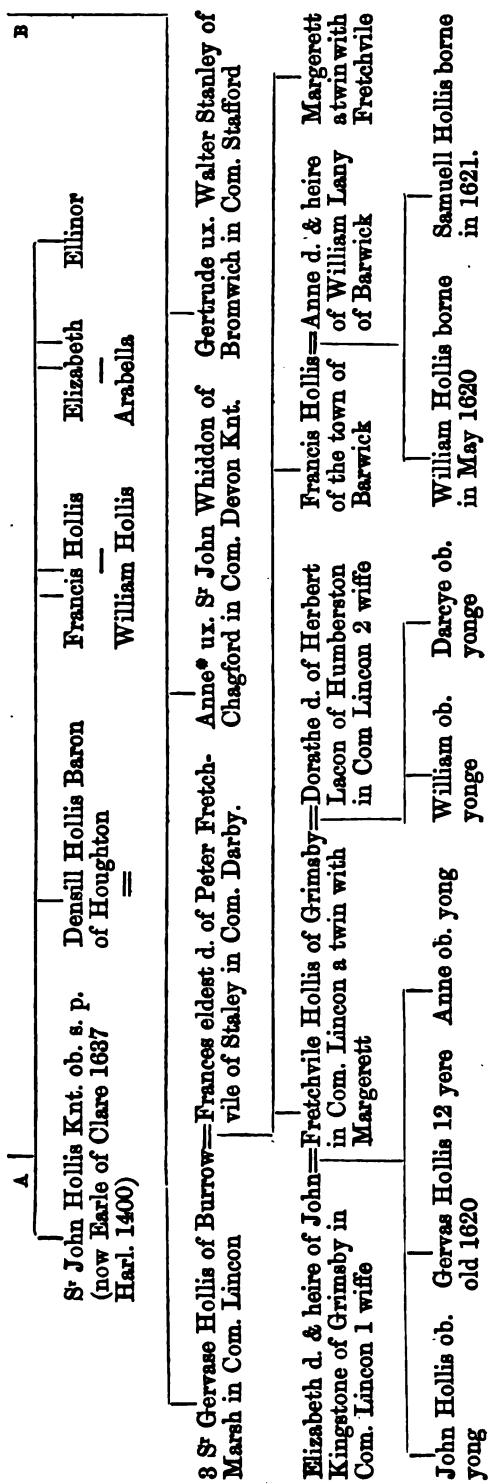 A
B
Sr John Hollis Knt. ob. s. p.
(now Earle of Clare 1637
Harl. 1400)
Densill Hollis Baron
of Houghton
Francis Hollis
William Hollis
Elizabeth
Arabella
Ellinor
3 Sr Gervase Hollis of Burrow=Frances eldest d. of Peter Fretch-
Marsh in Com. Lincon
vile of Staley in Com. Darby.
Anne* ux. Sr John Whiddon of
Chagford in Com. Devon Knt.
Gertrude ux. Walter Stanley of
Bromwich in Com. Stafford
Elizabeth d. & heire of John=Fretchvile Hollis of Grimsby=Dorathe d. of Herbert
Kingstone of Grimsby in
Com. Lincon 1 wiffe
in Com. Lincon a twin with
Margerett
Lacon of Humberston
in Com Lincon 2 wiffe
Francis Hollis=Anne d. & heire
of the town of
Barwick
of William Lany
of Barwick
Margerett
a twin with
Fretchvile
John Hollis ob.
yong
Gervas Hollis 12 yere
old 1620
Anne ob. yong
William ob.
yonge
Darcye ob.
yonge
William Hollis borne
in May 1620
Samuell Hollis borne
in 1621.